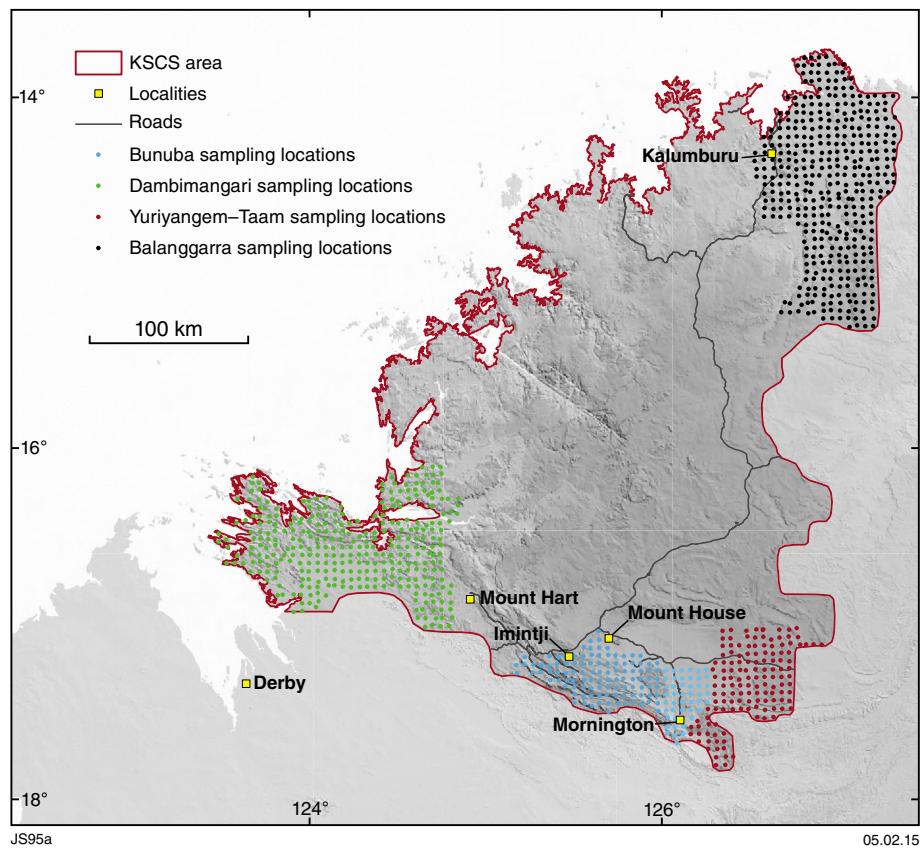 KSCS area
Localities
Roads
Bunuba sampling locations
Dambimangari sampling locations
Yuriyangem–Taam sampling locations
Balanggarra sampling locations
100 km
14°
16°
18°
124°
126°
Kalumburu
Mount Hart
Mount House
Imintji
Derby
Mornington
JS95a
05.02.15